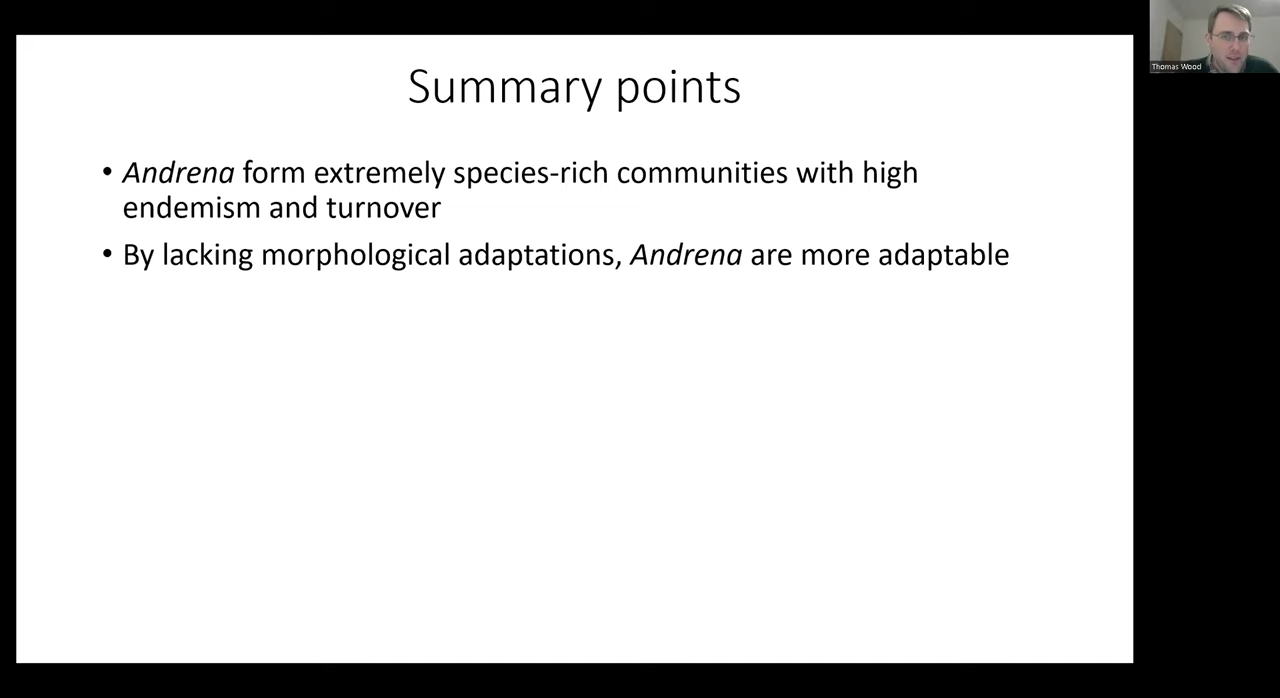 Summary points
• Andrena form extremely species-rich communities with high
endemism and turnover
• By lacking morphological adaptations, Andrena are more adaptable
Thomas Wood